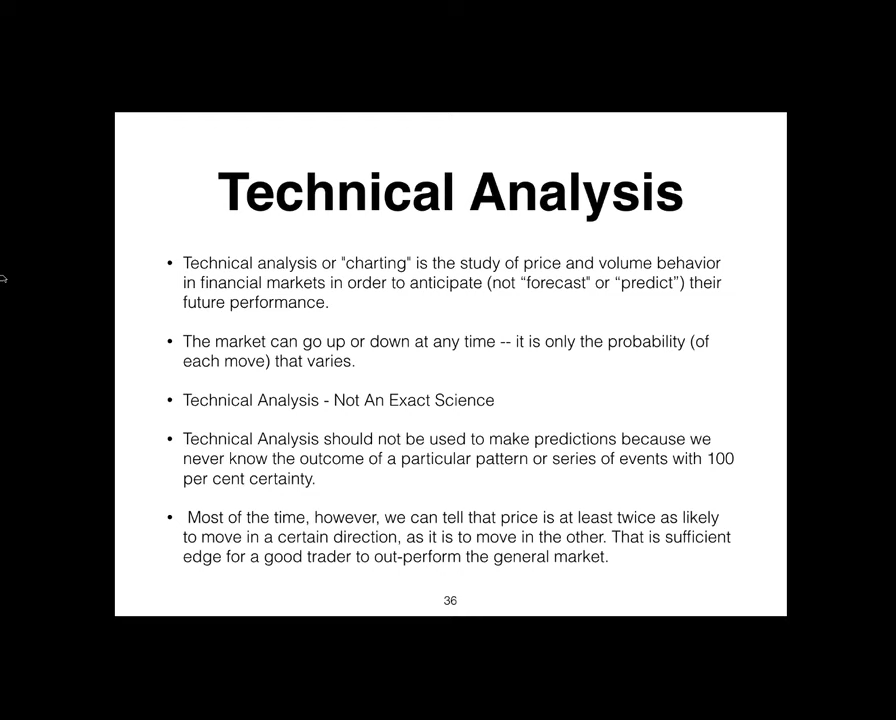 Technical Analysis
• Technical analysis or "charting" is the study of price and volume behavior
in financial markets in order to anticipate (not “forecast" or “predict”) their
future performance.
• The market can go up or down at any time -- it is only the probability (of
each move) that varies.
• Technical Analysis - Not An Exact Science
• Technical Analysis should not be used to make predictions because we
never know the outcome of a particular pattern or series of events with 100
per cent certainty.
• Most of the time, however, we can tell that price is at least twice as likely
to move in a certain direction, as it is to move in the other. That is sufficient
edge for a good trader to out-perform the general market.
36